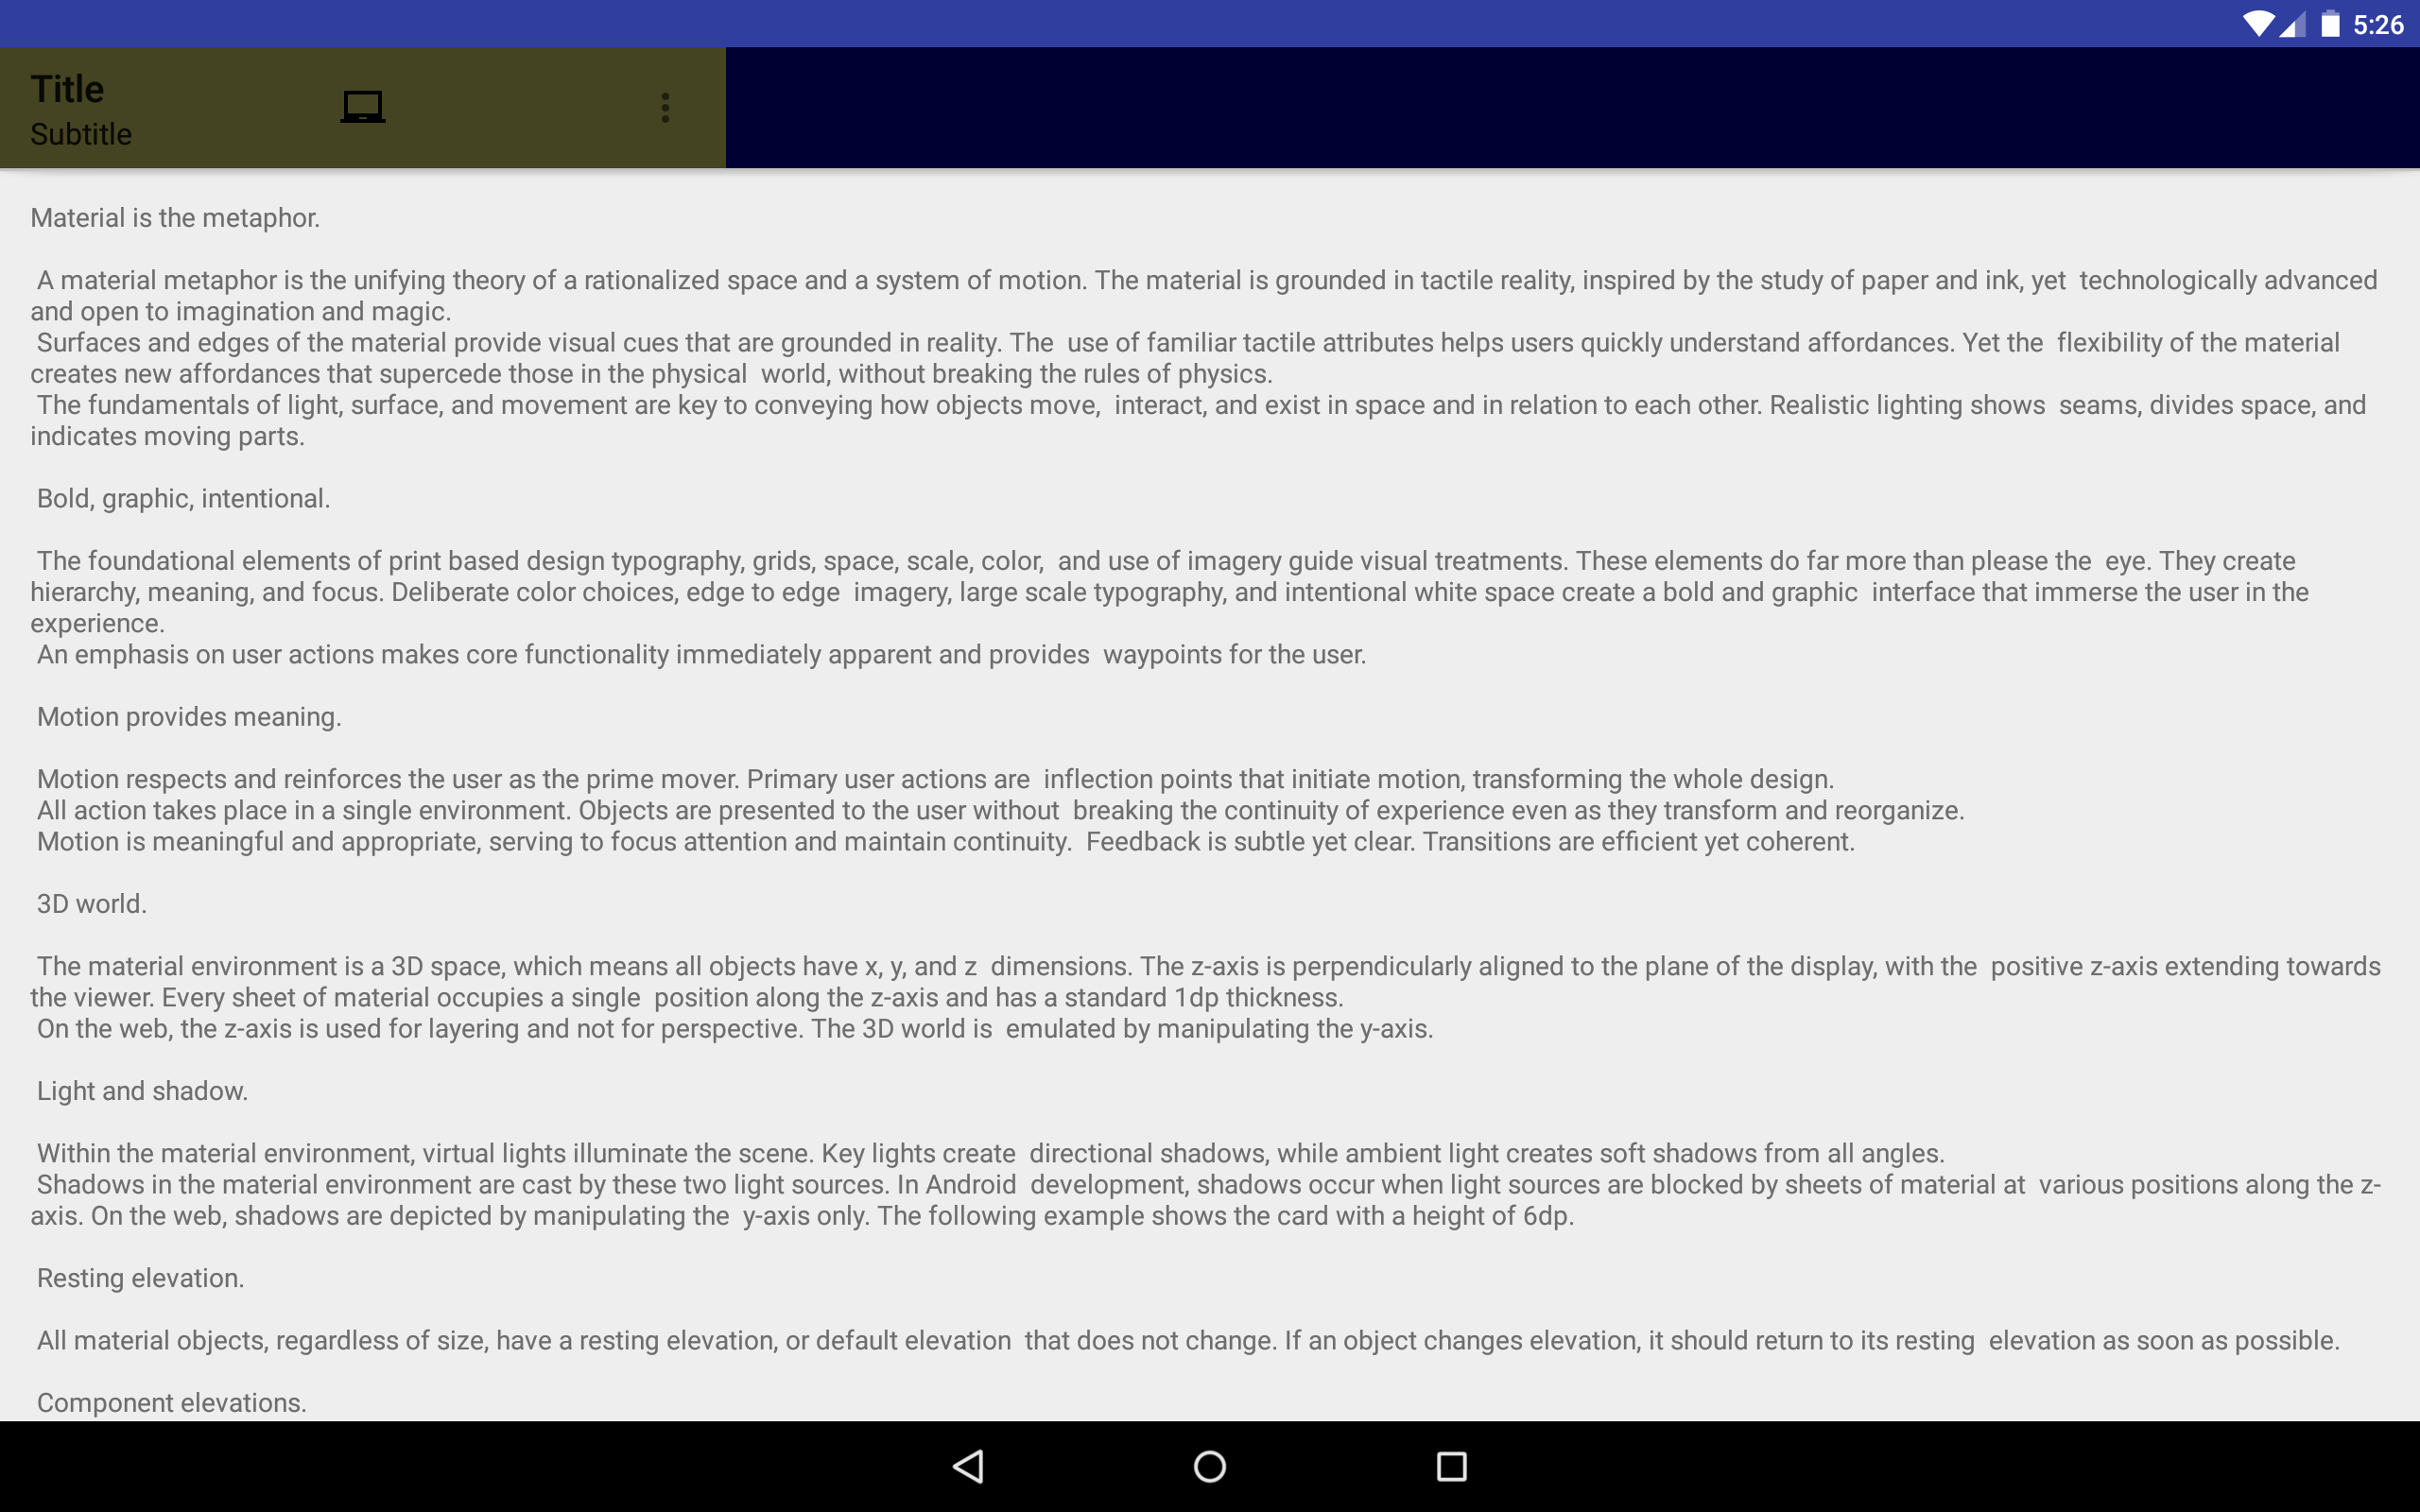 5:26
Title
Subtitle
Material is the metaphor.
A material metaphor is the unifying theory of a rationalized space and a system of motion. The material is grounded in tactile reality, inspired by the study of paper and ink, yet  technologically advanced
and open to imagination and magic.
Surfaces and edges of the material provide visual cues that are grounded in reality. The  use of familiar tactile attributes helps users quickly understand affordances. Yet the  flexibility of the material
creates new affordances that supercede those in the physical  world, without breaking the rules of physics.
The fundamentals of light, surface, and movement are key to conveying how objects move,  interact, and exist in space and in relation to each other. Realistic lighting shows  seams, divides space, and
indicates moving parts.
Bold, graphic, intentional.
The foundational elements of print based design typography, grids, space, scale, color,  and use of imagery guide visual treatments. These elements do far more than please the  eye. They create
hierarchy, meaning, and focus. Deliberate color choices, edge to edge  imagery, large scale typography, and intentional white space create a bold and graphic  interface that immerse the user in the
experience.
An emphasis on user actions makes core functionality immediately apparent and provides  waypoints for the user.
Motion provides meaning.
Motion respects and reinforces the user as the prime mover. Primary user actions are  inflection points that initiate motion, transforming the whole design.
All action takes place in a single environment. Objects are presented to the user without  breaking the continuity of experience even as they transform and reorganize.
Motion is meaningful and appropriate, serving to focus attention and maintain continuity.  Feedback is subtle yet clear. Transitions are efficient yet coherent.
3D world.
The material environment is a 3D space, which means all objects have x, y, and z  dimensions. The z-axis is perpendicularly aligned to the plane of the display, with the  positive z-axis extending towards
the viewer. Every sheet of material occupies a single  position along the z-axis and has a standard 1dp thickness.
On the web, the z-axis is used for layering and not for perspective. The 3D world is  emulated by manipulating the y-axis.
Light and shadow.
Within the material environment, virtual lights illuminate the scene. Key lights create  directional shadows, while ambient light creates soft shadows from all angles.
Shadows in the material environment are cast by these two light sources. In Android  development, shadows occur when light sources are blocked by sheets of material at  various positions along the z-
axis. On the web, shadows are depicted by manipulating the  y-axis only. The following example shows the card with a height of 6dp.
Resting elevation.
All material objects, regardless of size, have a resting elevation, or default elevation  that does not change. If an object changes elevation, it should return to its resting  elevation as soon as possible.
Component elevations.